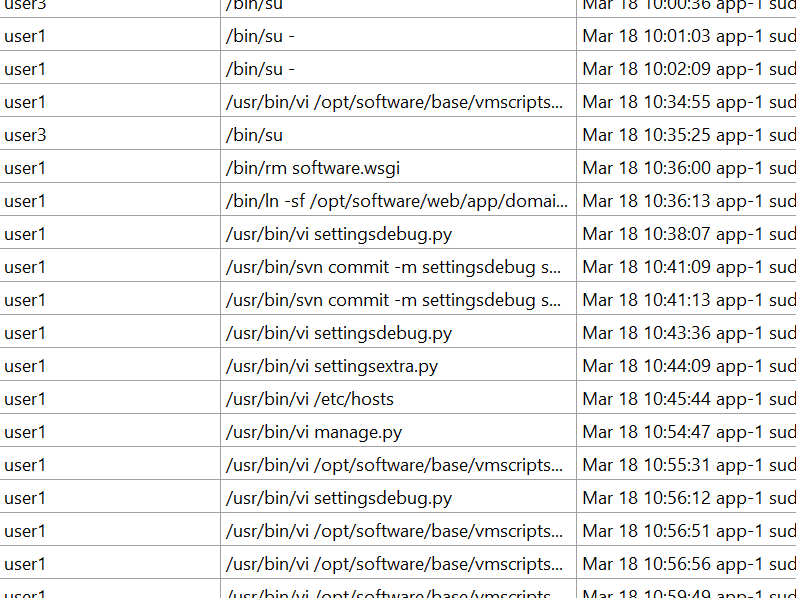 user3 /bin/su Mar 18 10:00:36 app-1 sud
user1 /bin/su - Mar 18 10:01:03 app-1 sud
user1 /bin/su - Mar 18 10:02:09 app-1 sud
user1 /usr/bin/vi /opt/software/base/vmscripts... Mar 18 10:34:55 app-1 sud
user3 /bin/su Mar 18 10:35:25 app-1 sud
user1 /bin/rm software.wsgi Mar 18 10:36:00 app-1 sud
user1 /bin/ln -sf /opt/software/web/app/domai... Mar 18 10:36:13 app-1 sud
user1 /usr/bin/vi settingsdebug.py Mar 18 10:38:07 app-1 sud
user1 /usr/bin/svn commit -m settingsdebug s... Mar 18 10:41:09 app-1 sud
user1 /usr/bin/svn commit -m settingsdebug s... Mar 18 10:41:13 app-1 sud
user1 /usr/bin/vi settingsdebug.py Mar 18 10:43:36 app-1 sud
user1 /usr/bin/vi settingsextra.py Mar 18 10:44:09 app-1 sud
user1 /usr/bin/vi /etc/hosts Mar 18 10:45:44 app-1 sud
user1 /usr/bin/vi manage.py Mar 18 10:54:47 app-1 sud
user1 /usr/bin/vi /opt/software/base/vmscripts... Mar 18 10:55:31 app-1 sud
user1 /usr/bin/vi settingsdebug.py Mar 18 10:56:12 app-1 sud
user1 /usr/bin/vi /opt/software/base/vmscripts... Mar 18 10:56:51 app-1 sud
user1 /usr/bin/vi /opt/software/base/vmscripts... Mar 18 10:56:56 app-1 sud
user1 /usr/bin/vi /opt/software/base/vmscripts... Mar 18 10:59:49 app-1 sud